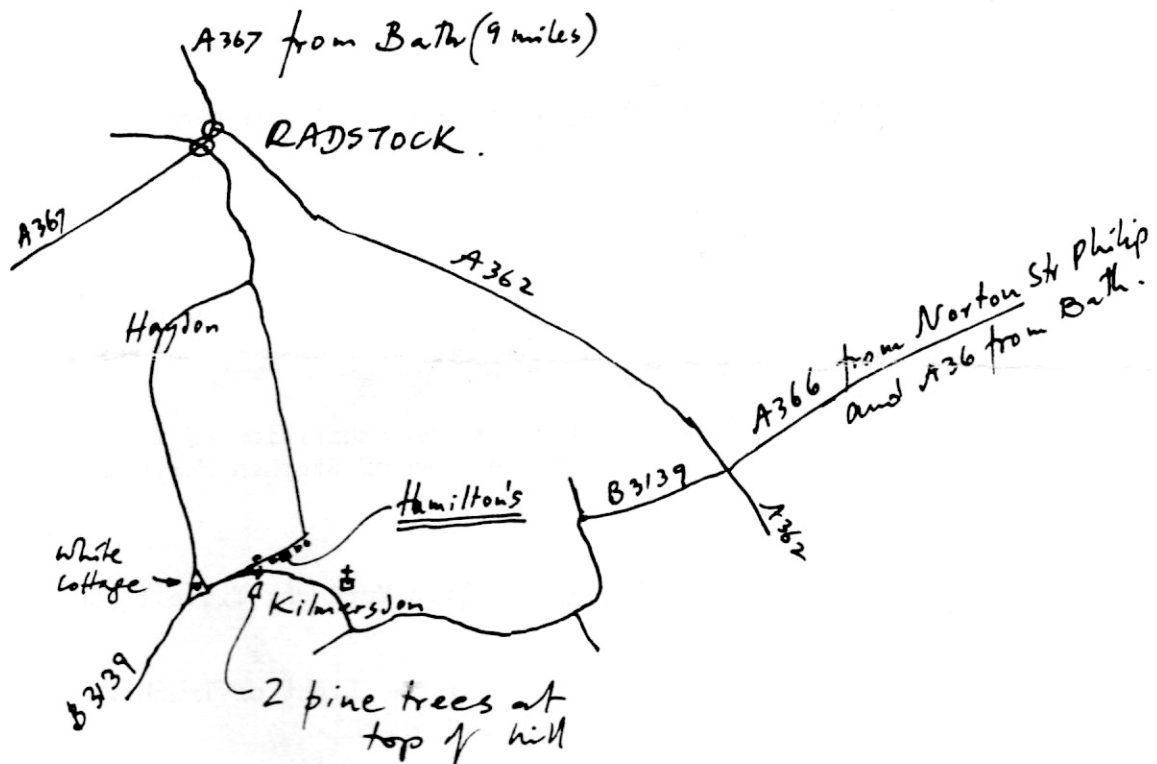 A367 from Bath (9 miles)
RADSTOCK.
A367
A362
Haydon
A366 from Norton St Philip
and A36 from Bath.
B3139
A362
Hamilton's
White
Cottage
Kilmersdon
B3139
2 pine trees at
top of hill